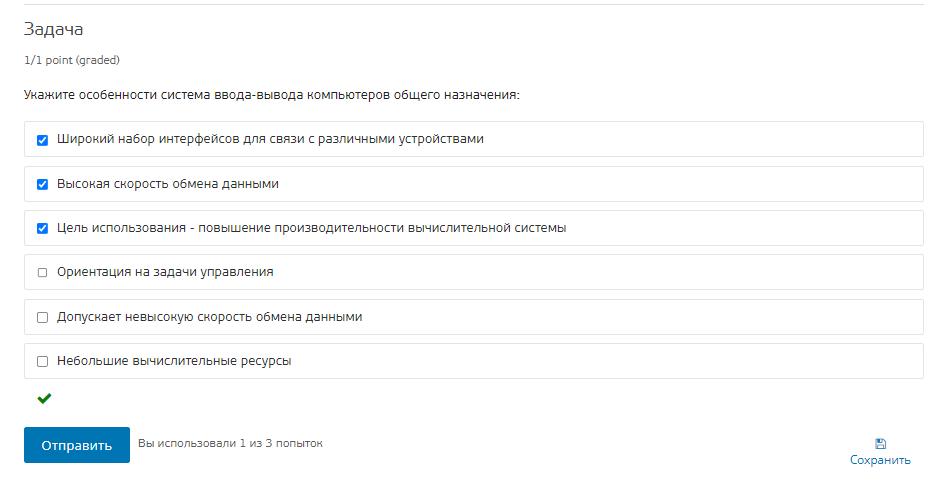 Задача
1/1 point (graded)
Укажите особенности система ввода-вывода компьютеров общего назначения:
Широкий набор интерфейсов для связи с различными устройствами
Высокая скорость обмена данными
Цель использования - повышение производительности вычислительной системы
Ориентация на задачи управления
Допускает невысокую скорость обмена данными
Небольшие вычислительные ресурсы
Отправить
Вы использовали 1 из 3 попыток
Сохранить